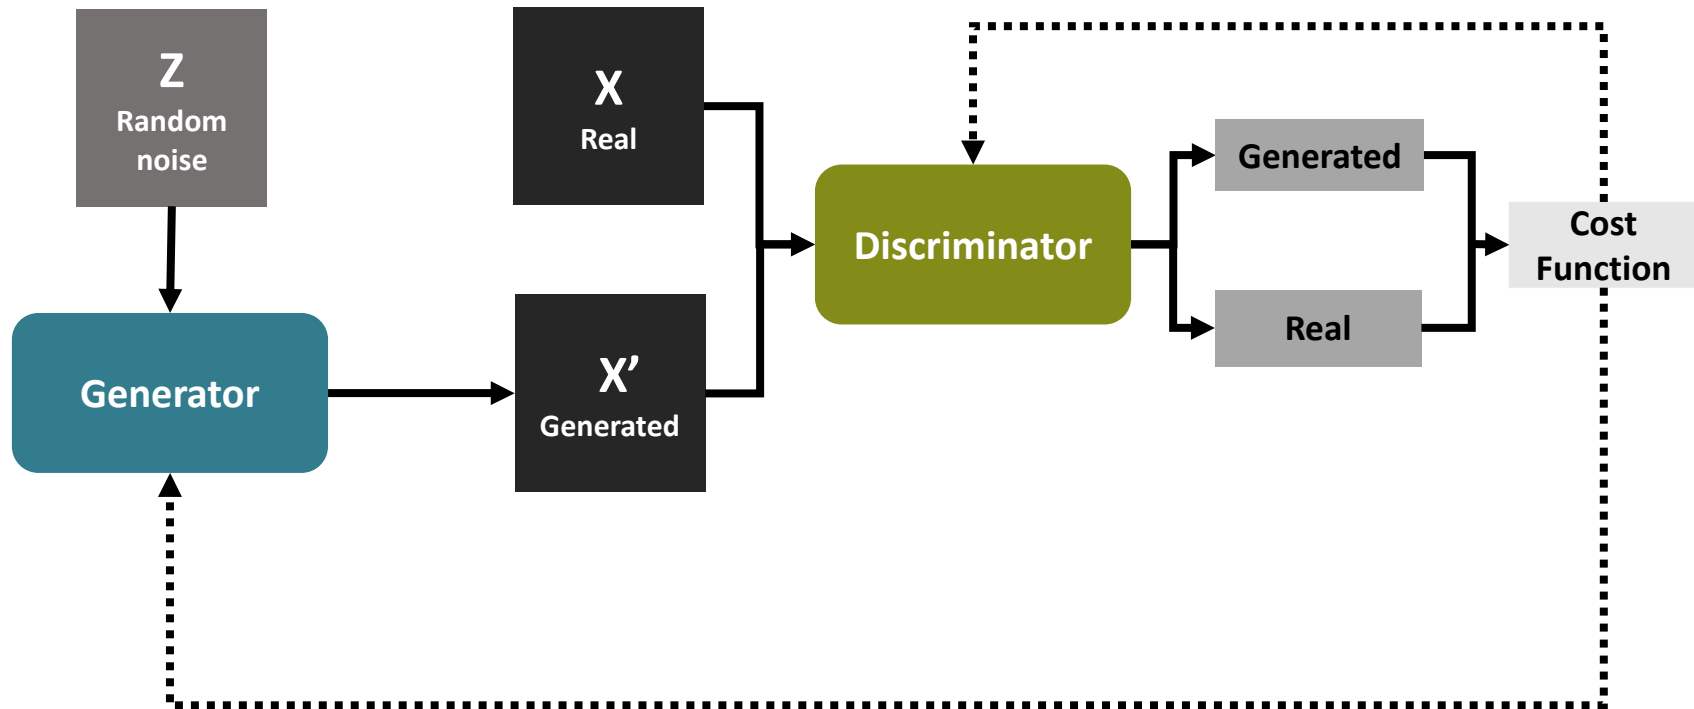 Z
Random
noise
Generator
X
Real
X’
Generated
Discriminator
Generated
Real
Cost
Function